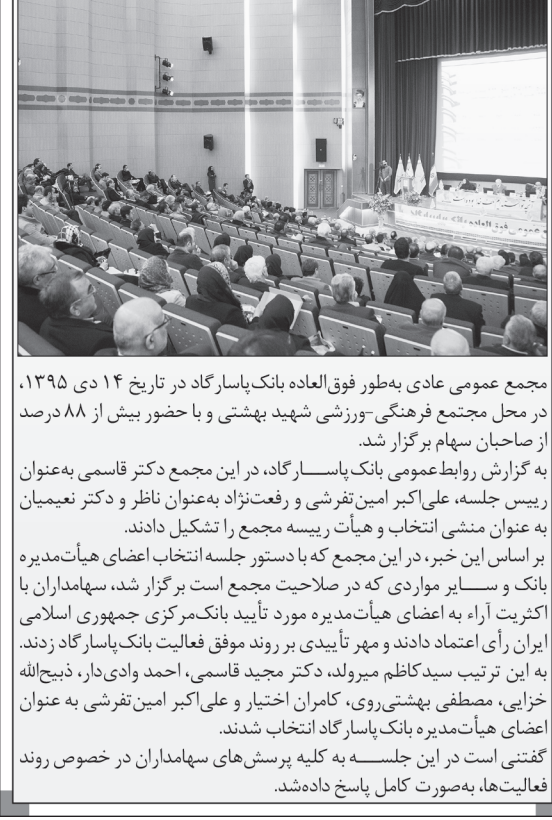 مجمع عمومی عادی به‌طور فوق‌العاده بانک‌پاسارگاد در تاریخ ۱۴ دی ۱۳۹۵،
در محل مجتمع فرهنگی-ورزشی شهید بهشتی و با حضور بیش از ۸۸ درصد
از صاحبان سهام برگزار شد.
به گزارش روابط‌عمومی بانک‌پاســـارگاد، در این مجمع دکتر قاسمی به‌عنوان
رییس جلسه، علی‌اکبر امین‌تفرشی و رفعت‌نژاد به‌عنوان ناظر و دکتر نعیمیان
به عنوان منشی انتخاب و هیأت رییسه مجمع را تشکیل دادند.
بر اساس این خبر، در این مجمع که با دستور جلسه انتخاب اعضای هیأت‌مدیره
بانک و ســـایر مواردی که در صلاحیت مجمع است برگزار شد، سهامداران با
اکثریت آراء به اعضای هیأت‌مدیره مورد تأیید بانک‌مرکزی جمهوری اسلامی
ایران رأی اعتماد دادند و مهر تأییدی بر روند موفق فعالیت بانک‌پاسارگاد زدند.
به این ترتیب سیدکاظم میرولد، دکتر مجید قاسمی، احمد وادی‌دار، ذبیح‌الله
خزایی، مصطفی بهشتی‌روی، کامران اختیار و علی‌اکبر امین‌تفرشی به عنوان
اعضای هیأت‌مدیره بانک‌پاسارگاد انتخاب شدند.
گفتنی است در این جلســـه به کلیه پرسش‌های سهامداران در خصوص روند
فعالیت‌ها، به‌صورت کامل پاسخ داده‌شد.